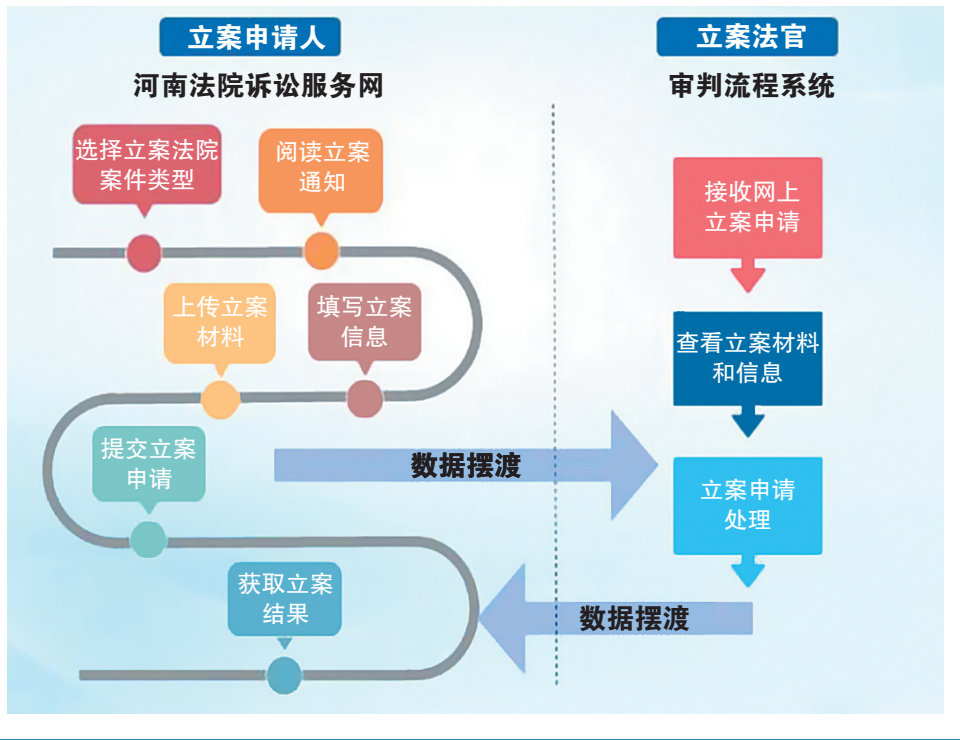 立案申请人
河南法院诉讼服务网
选择立案法院
案件类型
阅读立案
通知
填写立案
信息
上传立案
材料
提交立案
申请
数据摆渡
立案法官
审判流程系统
接收网上
立案申请
查看立案材料
和信息
立案申请
处理
数据摆渡
获取立案
结果